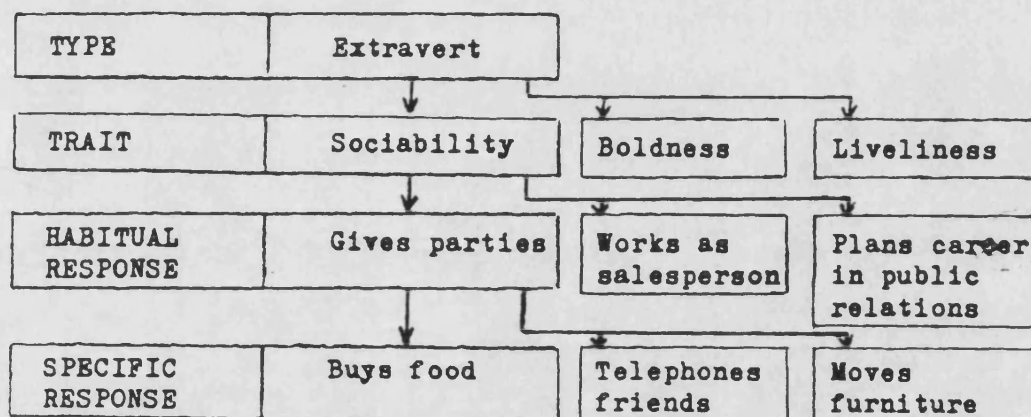 TYPE
Extravert
TRAIT
Sociability
Boldness
Liveliness
HABITUAL
RESPONSE
Gives parties
Works as
salesperson
Plans career
in public
relations
SPECIFIC
RESPONSE
Buys food
Telephones
friends
Moves
furniture